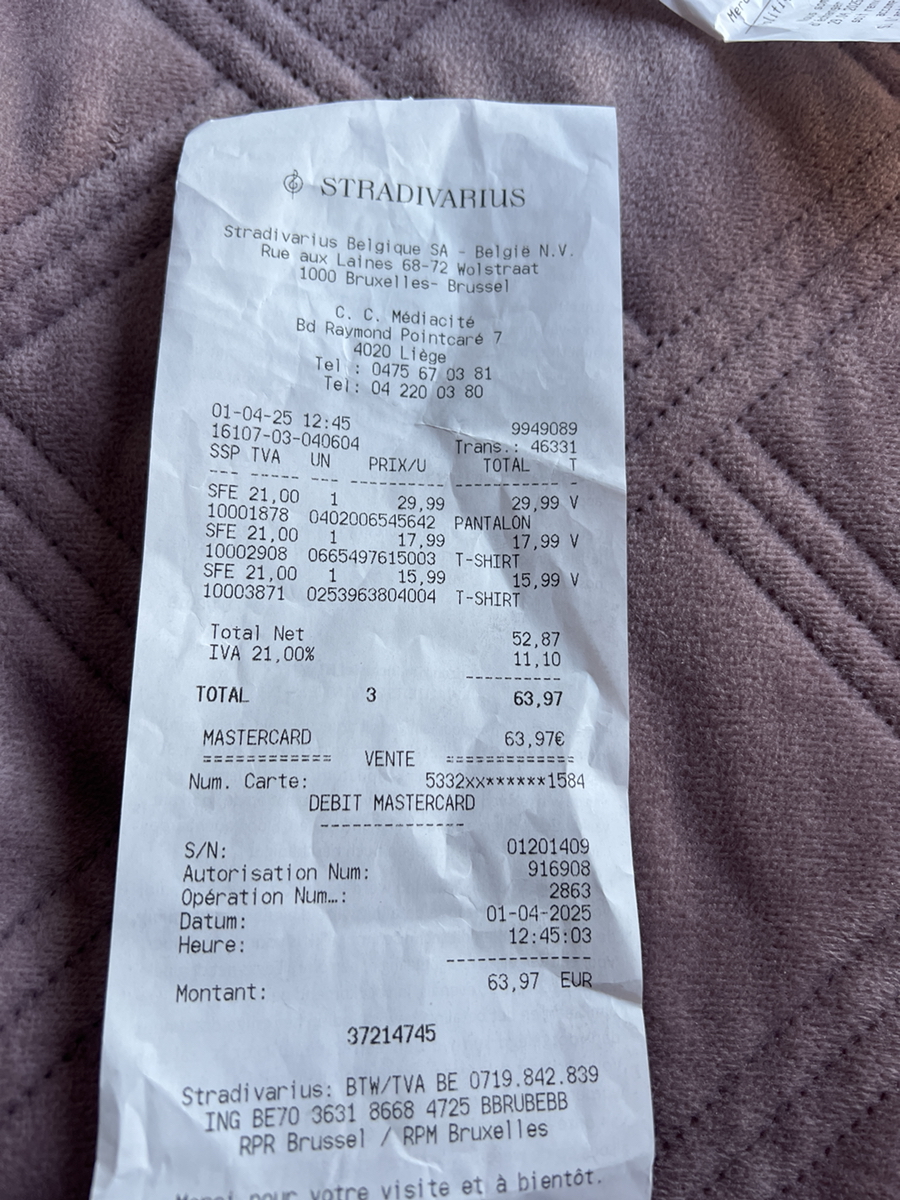 STRADIVARIUS
Stradivarius Belgique SA - België N.V.
Rue aux Laines 68-72 Wolstraat
1000 Bruxelles- Brussel
C. C. Médiacité
Bd Raymond Pointcaré 7
4020 Liège
Tel : 0475 67 03 81
Tel: 04 220 03 80
01-04-25 12:45 9949089
16107-03-040604 Trans.: 46331
SSP TVA UN PRIX/U TOTAL T
--- --- --- ---------- ----------- -
SFE 21,00 1 29,99 29,99 V
10001878 0402006545642 PANTALON
SFE 21,00 1 17,99 17,99 V
10002908 0665497615003 T-SHIRT
SFE 21,00 1 15,99 15,99 V
10003871 0253963804004 T-SHIRT
Total Net 52,87
IVA 21,00% 11,10
----------
TOTAL 3 63,97
MASTERCARD 63,97€
============ VENTE ============
Num. Carte: 5332xx******1584
DEBIT MASTERCARD
--------------
S/N: 01201409
Autorisation Num: 916908
Opération Num…: 2863
Datum: 01-04-2025
Heure: 12:45:03
--------------
Montant: 63,97 EUR
37214745
Stradivarius: BTW/TVA BE 0719.842.839
ING BE70 3631 8668 4725 BBRUBEBB
RPR Brussel / RPM Bruxelles
Merci pour votre visite et à bientôt.